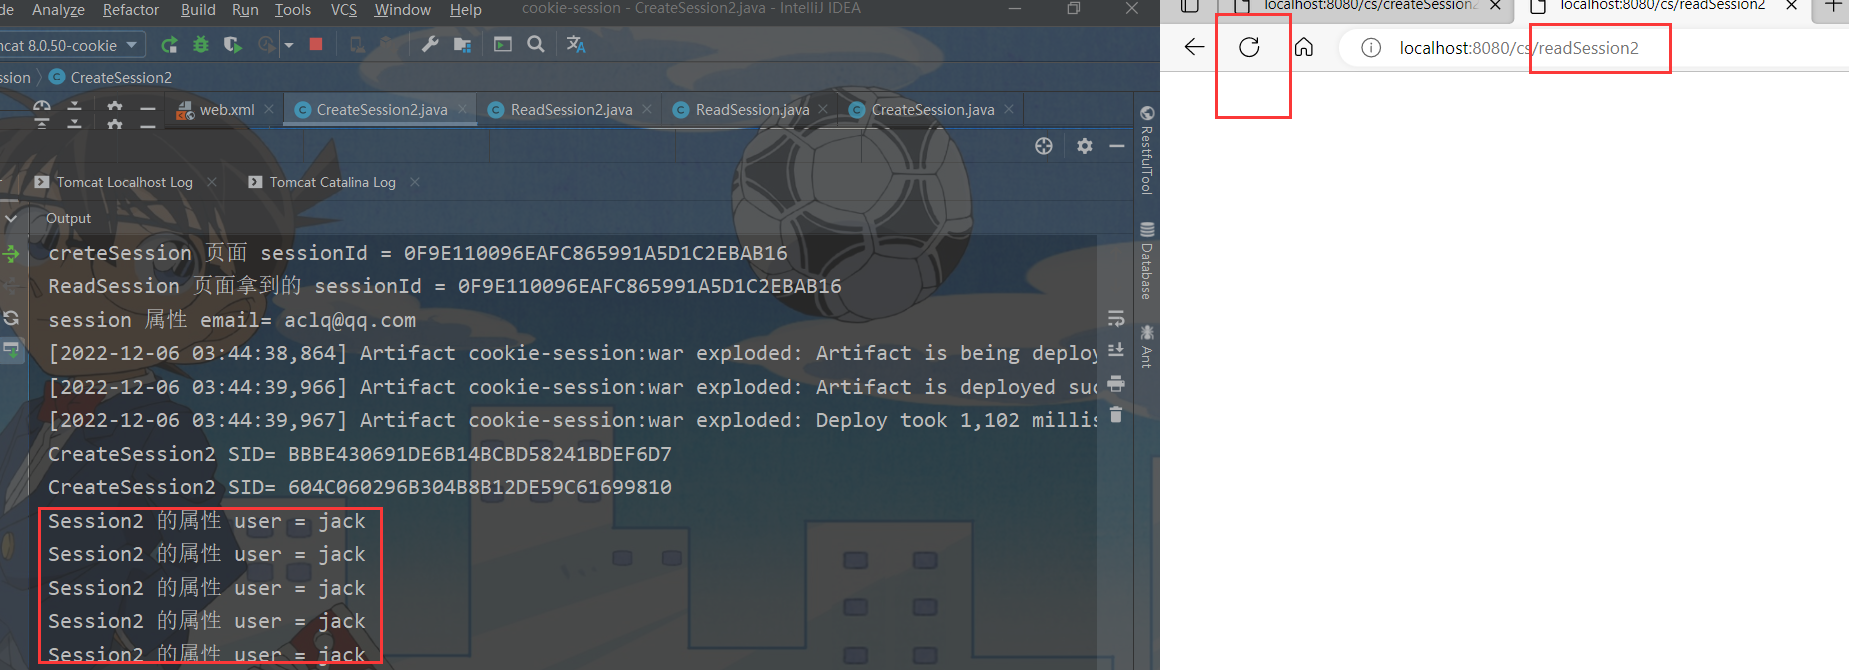 de Analyze Refactor Build Run Tools VCS Window Help cookie-session - CreateSession2.java - IntelliJ IDEA
ncat 8.0.50-cookie
ssion CreateSession2
web.xml CreateSession2.java ReadSession2.java ReadSession.java CreateSession.java
Tomcat Localhost Log Tomcat Catalina Log
Output
creteSession 页面 sessionId = 0F9E110096EAFC865991A5D1C2EBAB16
ReadSession 页面拿到的 sessionId = 0F9E110096EAFC865991A5D1C2EBAB16
session 属性 email= aclq@qq.com
[2022-12-06 03:44:38,864] Artifact cookie-session:war exploded: Artifact is being deploy
[2022-12-06 03:44:39,966] Artifact cookie-session:war exploded: Artifact is deployed suc
[2022-12-06 03:44:39,967] Artifact cookie-session:war exploded: Deploy took 1,102 millis
CreateSession2 SID= BBBE430691DE6B14BCBD58241BDEF6D7
CreateSession2 SID= 604C060296B304B8B12DE59C61699810
Session2 的属性 user = jack
Session2 的属性 user = jack
Session2 的属性 user = jack
Session2 的属性 user = jack
Session2 的属性 user = jack
RestfulTool
Database
Ant
localhost:8080/cs/createSession2
localhost:8080/cs/readSession2
localhost:8080/cs/readSession2